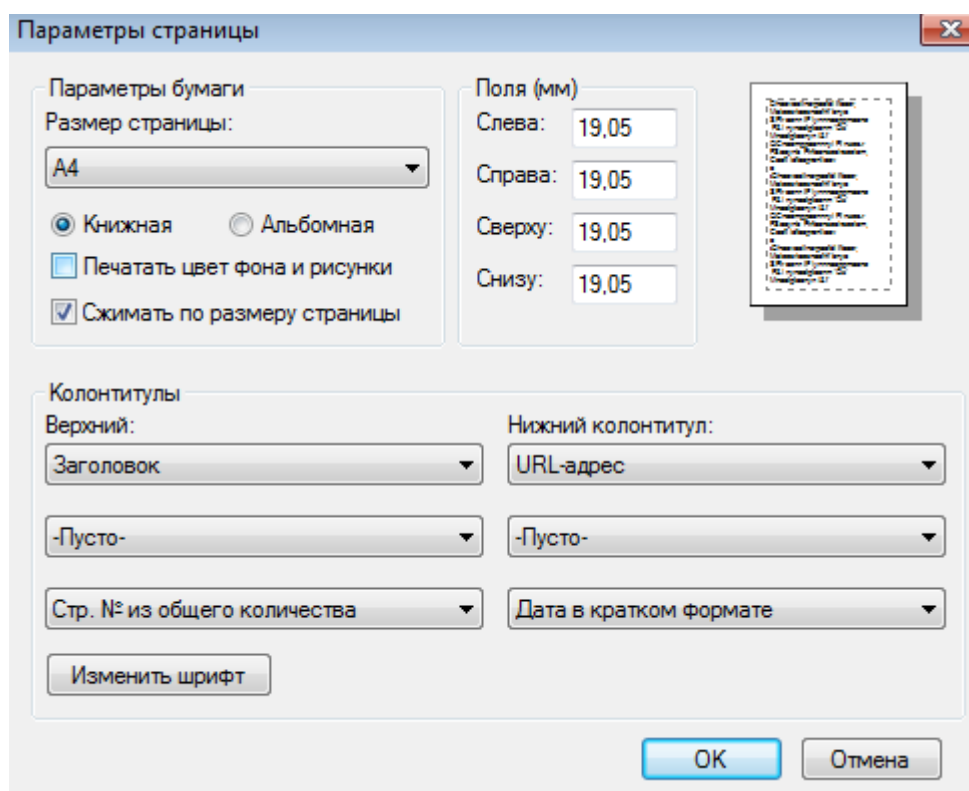 Параметры страницы
Параметры бумаги
Размер страницы:
A4
Книжная
Альбомная
Печатать цвет фона и рисунки
Сжимать по размеру страницы
Поля (мм)
Слева: 19,05
Справа: 19,05
Сверху: 19,05
Снизу: 19,05
Колонтитулы
Верхний:
Заголовок
-Пусто-
Стр. № из общего количества
Изменить шрифт
Нижний колонтитул:
URL-адрес
-Пусто-
Дата в кратком формате
OK
Отмена